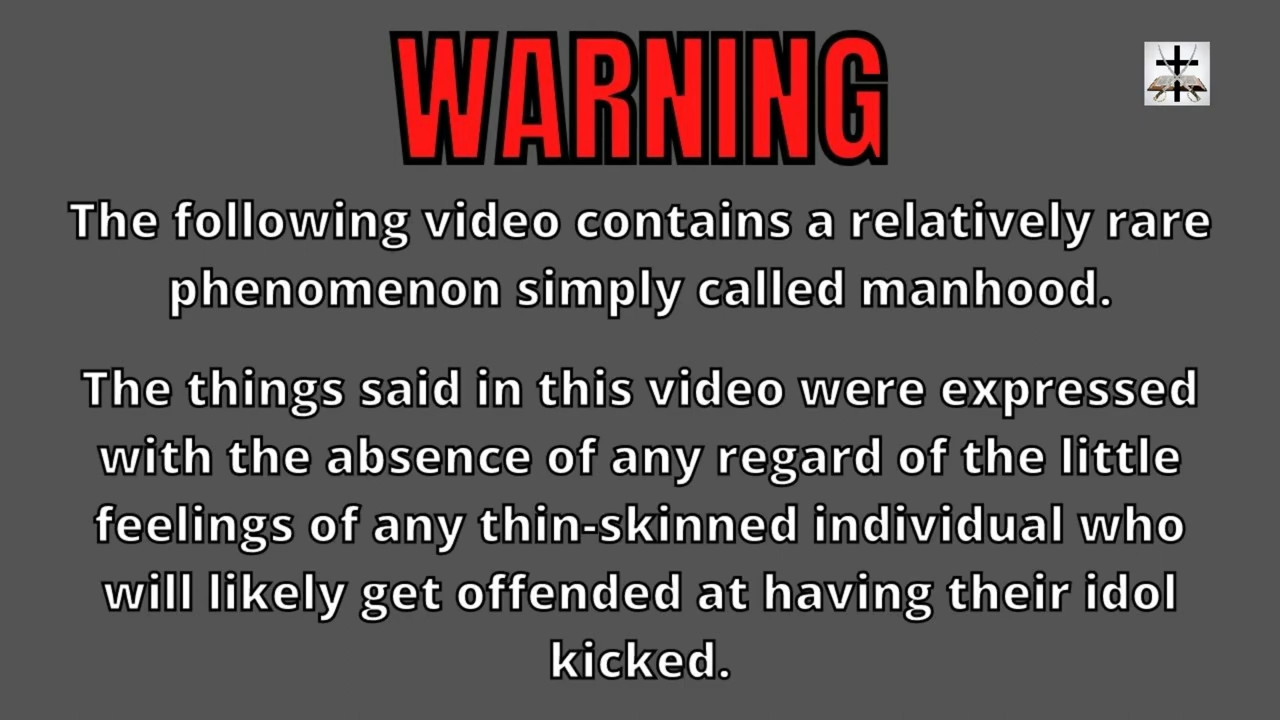 WARNING
The following video contains a relatively rare
phenomenon simply called manhood.
The things said in this video were expressed
with the absence of any regard of the little
feelings of any thin-skinned individual who
will likely get offended at having their idol
kicked.